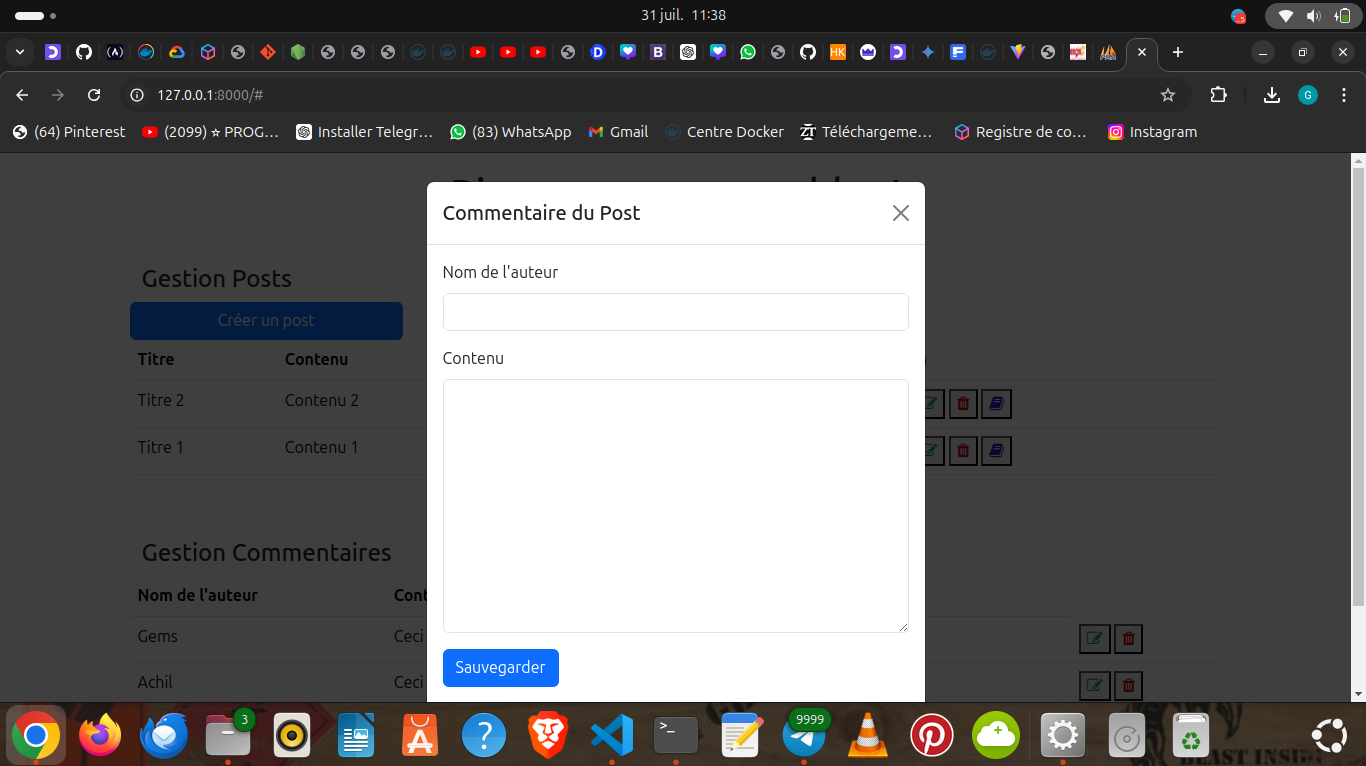 31 juil. 11:38
5
127.0.0.1:8000/#
G
(64) Pinterest
(2099) ⭐ PROG…
Installer Telegr…
(83) WhatsApp
Gmail
Centre Docker
Téléchargeme…
Registre de co…
Instagram
Commentaire du Post
Nom de l'auteur
Contenu
Sauvegarder
Gestion Posts
Créer un post
Titre Contenu
Titre 2 Contenu 2
Titre 1 Contenu 1
Gestion Commentaires
Nom de l'auteur
Gems Ceci
Achil Ceci
3
9999
BEAST INSIDE